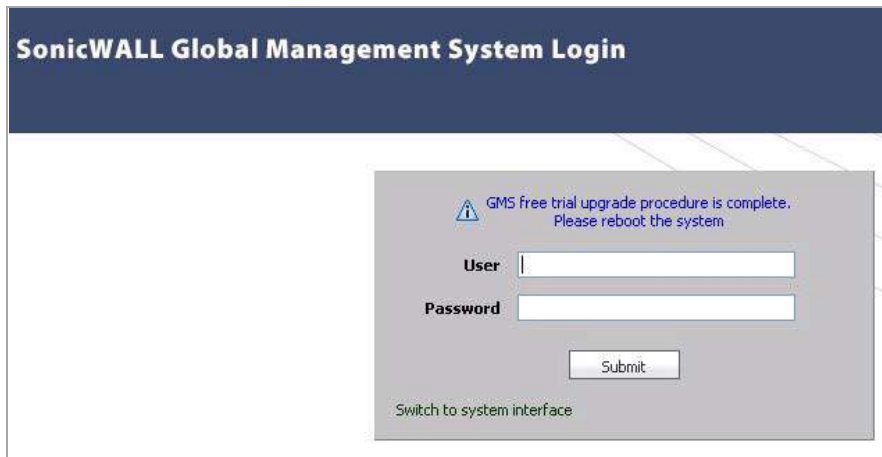 SonicWALL Global Management System Login
GMS free trial upgrade procedure is complete.
Please reboot the system
User
Password
Submit
Switch to system interface